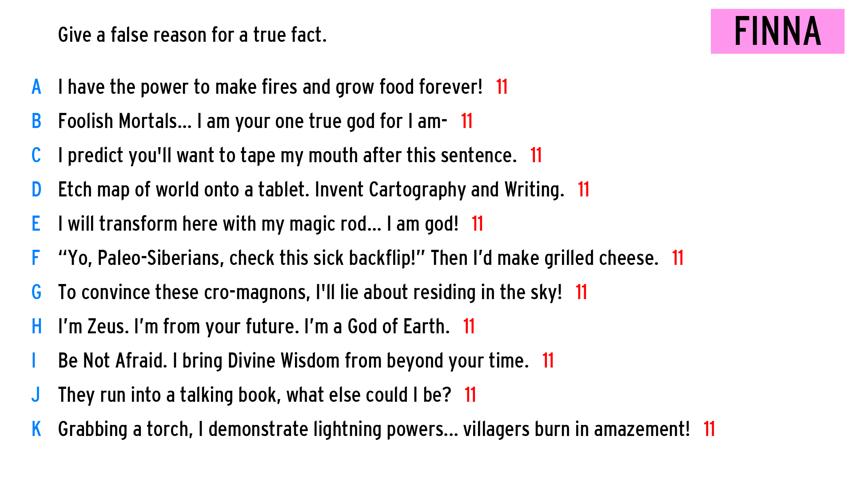 Give a false reason for a true fact.
FINNA
A I have the power to make fires and grow food forever! 11
B Foolish Mortals... I am your one true god for I am- 11
C I predict you'll want to tape my mouth after this sentence. 11
D Etch map of world onto a tablet. Invent Cartography and Writing. 11
E I will transform here with my magic rod... I am god! 11
F “Yo, Paleo-Siberians, check this sick backflip!” Then I’d make grilled cheese. 11
G To convince these cro-magnons, I'll lie about residing in the sky! 11
H I’m Zeus. I’m from your future. I’m a God of Earth. 11
I Be Not Afraid. I bring Divine Wisdom from beyond your time. 11
J They run into a talking book, what else could I be? 11
K Grabbing a torch, I demonstrate lightning powers... villagers burn in amazement! 11